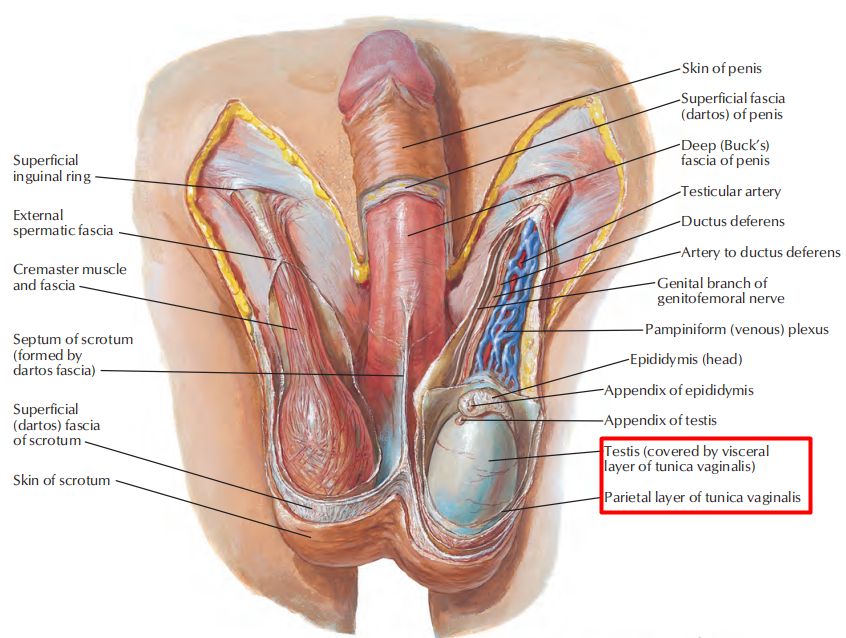 Skin of penis
Superficial fascia
(dartos) of penis
Deep (Buck's)
fascia of penis
Testicular artery
Ductus deferens
Artery to ductus deferens
Genital branch of
genitofemoral nerve
Pampiniform (venous) plexus
Epididymis (head)
Appendix of epididymis
Appendix of testis
Testis (covered by visceral
layer of tunica vaginalis)
Parietal layer of tunica vaginalis
Superficial
inguinal ring
External
spermatic fascia
Cremaster muscle
and fascia
Septum of scrotum
(formed by
dartos fascia)
Superficial
(dartos) fascia
of scrotum
Skin of scrotum